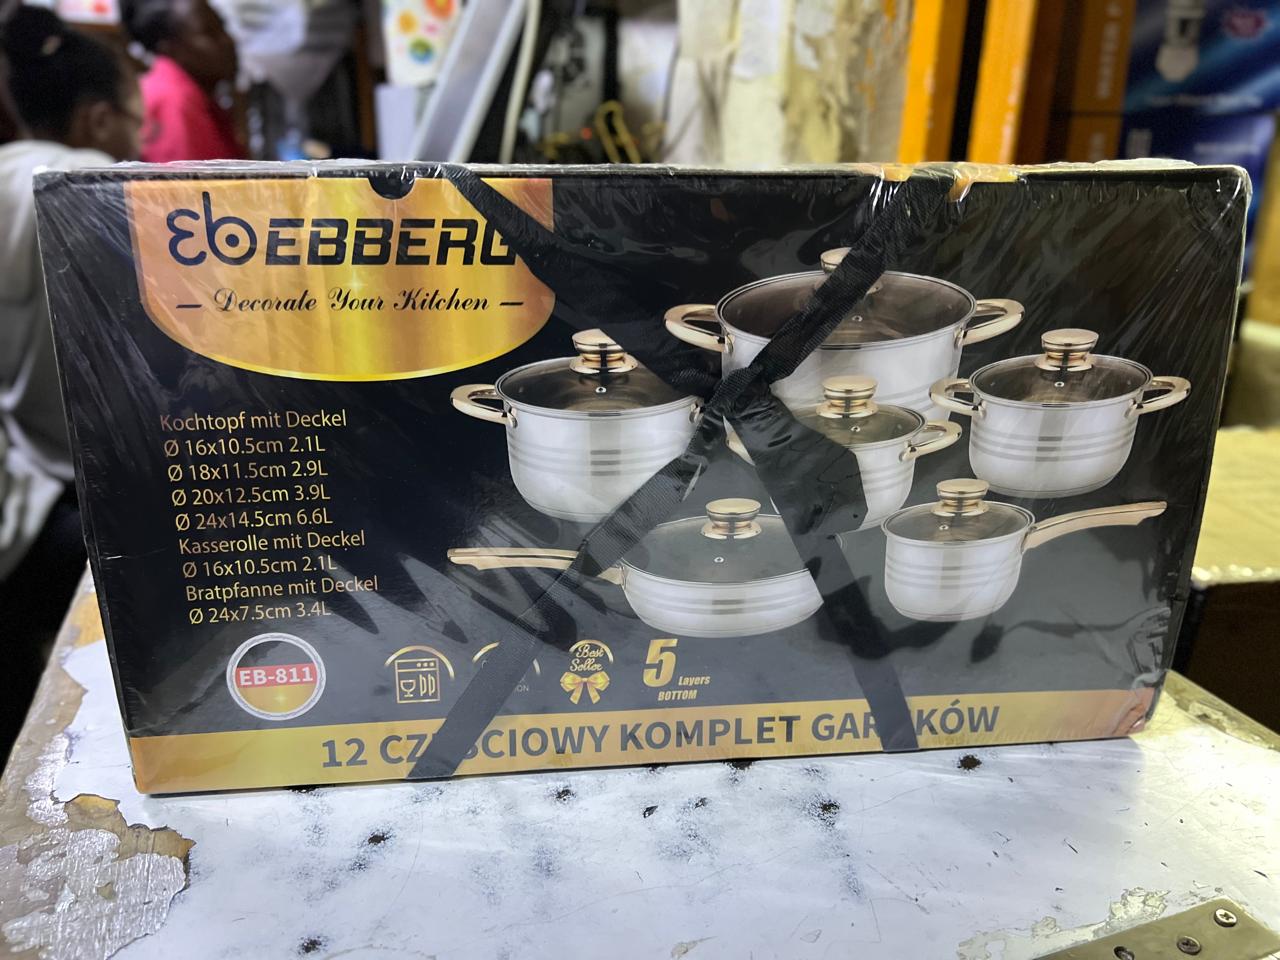 EBBERG
— Decorate Your Kitchen —
Kochtopf mit Deckel
Ø 16x10.5cm 2.1L
Ø 18x11.5cm 2.9L
Ø 20x12.5cm 3.9L
Ø 24x14.5cm 6.6L
Kasserolle mit Deckel
Ø 16x10.5cm 2.1L
Bratpfanne mit Deckel
Ø 24x7.5cm 3.4L
EB-811
Best
Seller
5
Layers
BOTTOM
12 KOMPLET